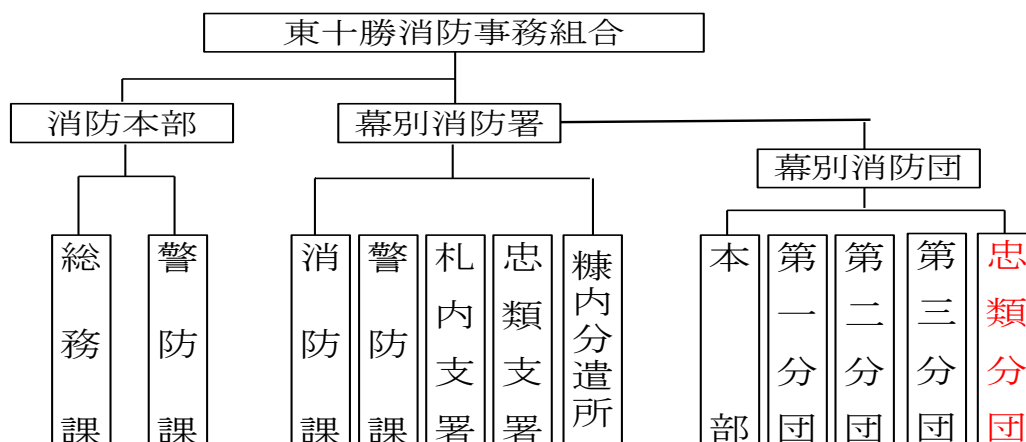 東十勝消防事務組合
消防本部
幕別消防署
幕別消防団
総務課
警防課
消防課
警防課
札内支署
忠類支署
糠内分遣所
本部
第一分団
第二分団
第三分団
忠類分団